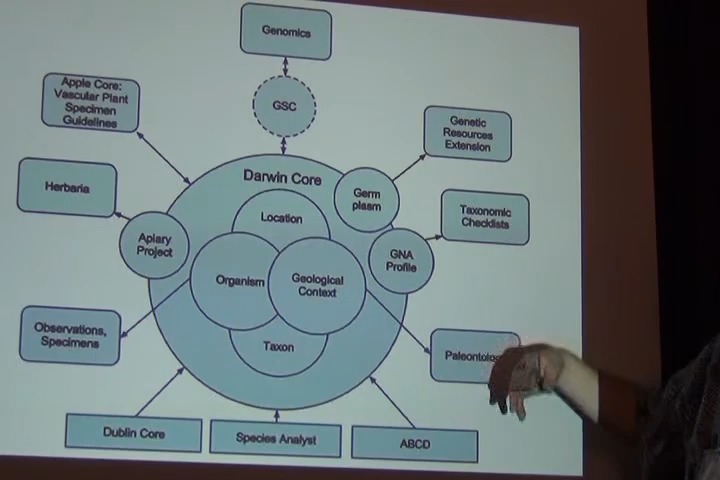 Genomics
GSC
Apple Core:
Vascular Plant
Specimen
Guidelines
Genetic
Resources
Extension
Herbaria
Darwin Core
Germ
plasm
Taxonomic
Checklists
Location
Apiary
Project
GNA
Profile
Organism
Geological
Context
Observations,
Specimens
Taxon
Dublin Core
Species Analyst
ABCD